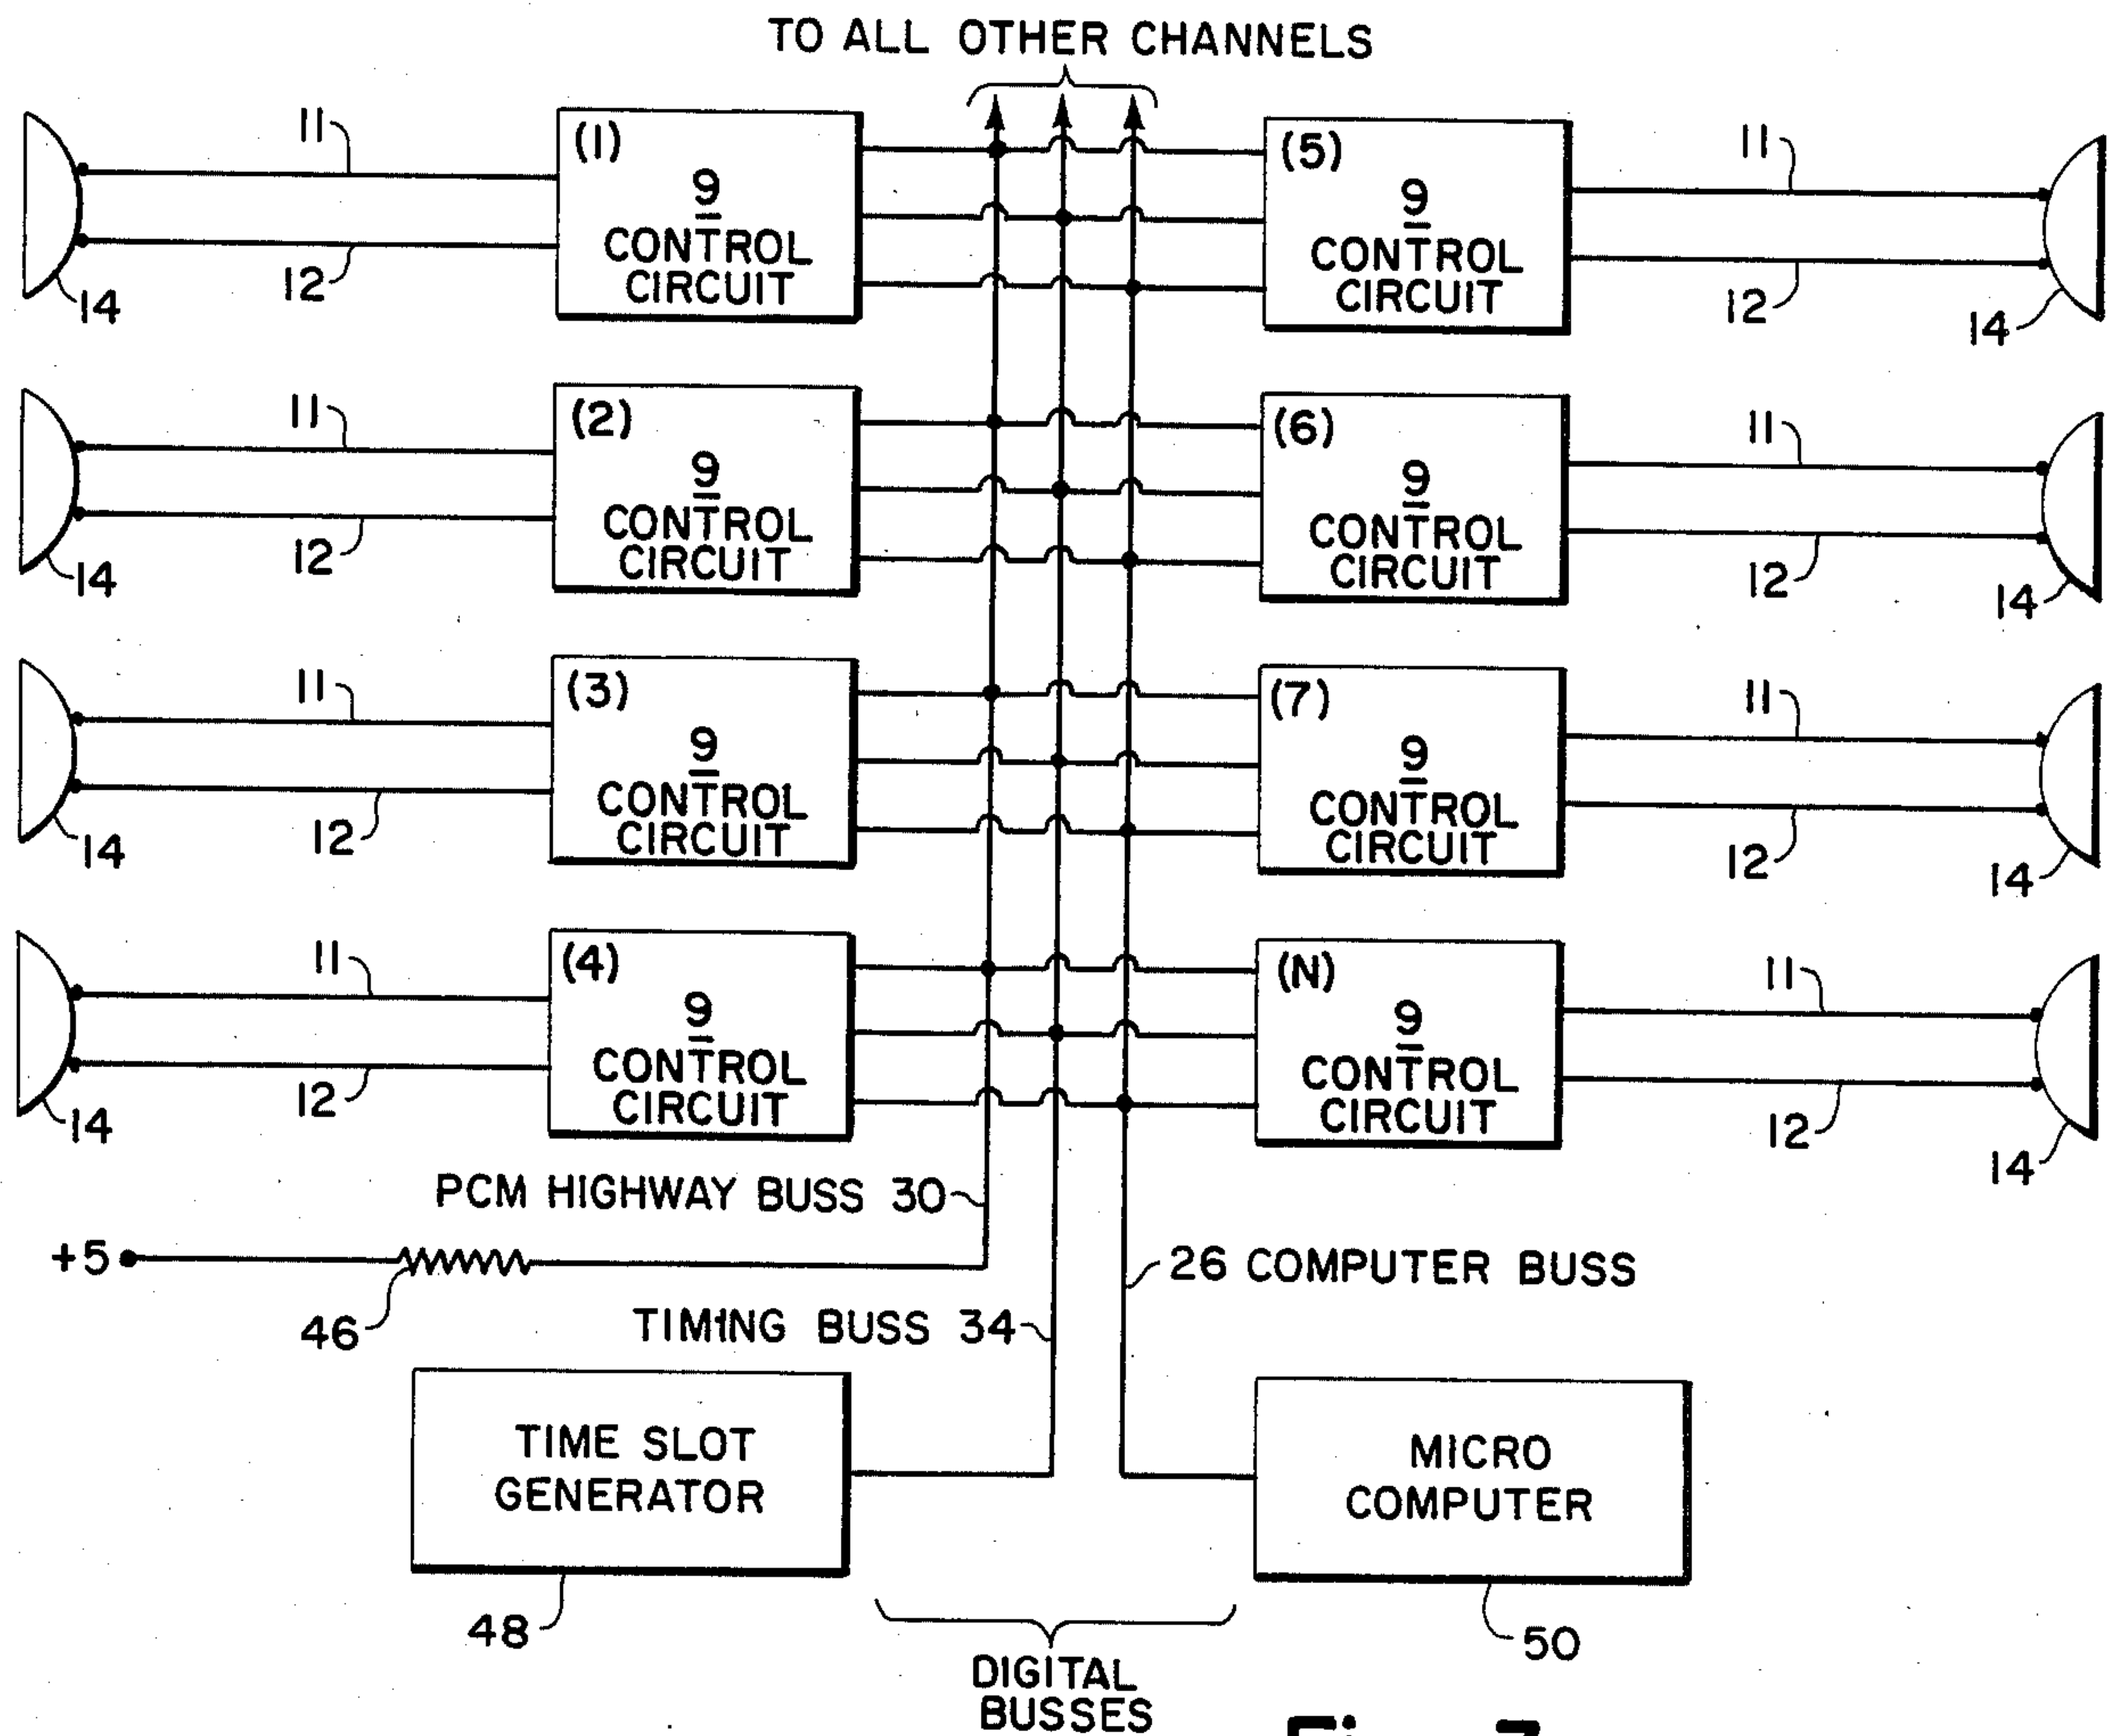 TO ALL OTHER CHANNELS
11
(1)
9
CONTROL
CIRCUIT
12
14
(5)
9
CONTROL
CIRCUIT
11
12
14
11
(2)
9
CONTROL
CIRCUIT
12
14
(6)
9
CONTROL
CIRCUIT
11
12
14
11
(3)
9
CONTROL
CIRCUIT
12
14
(7)
9
CONTROL
CIRCUIT
11
12
14
11
(4)
9
CONTROL
CIRCUIT
12
14
(N)
9
CONTROL
CIRCUIT
11
12
14
PCM HIGHWAY BUSS 30
+5
46
26 COMPUTER BUSS
TIMING BUSS 34
TIME SLOT
GENERATOR
48
MICRO
COMPUTER
50
DIGITAL
BUSSES